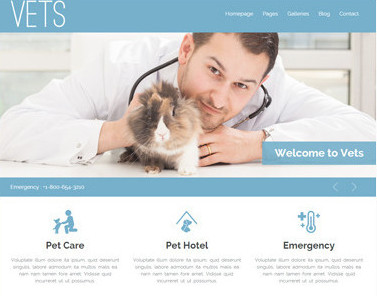 VETS
Homepage Pages Galleries Blog Contact
Welcome to Vets
Emergency : +1-800-654-3210
Pet Care
Voluptate illum dolore ita ipsum, quid deserunt
singulis, labore admodum ita multos malis ea
nam nam tamen fore amet. Vidisse quid
incurreret ut ut possumus.
Pet Hotel
Voluptate illum dolore ita ipsum, quid deserunt
singulis, labore admodum ita multos malis ea
nam nam tamen fore amet. Vidisse quid
incurreret ut ut possumus.
Emergency
Voluptate illum dolore ita ipsum, quid deserunt
singulis, labore admodum ita multos malis ea
nam nam tamen fore amet. Vidisse quid
incurreret ut ut possumus.